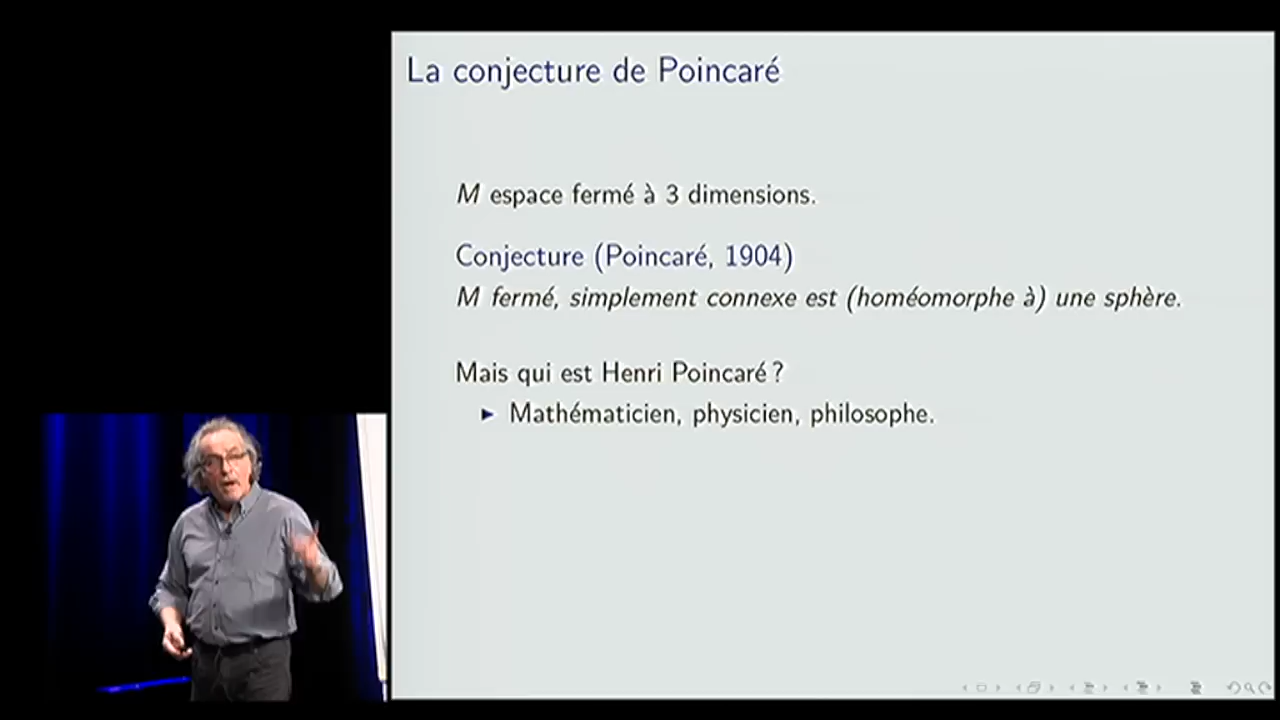 La conjecture de Poincaré
M espace fermé à 3 dimensions.
Conjecture (Poincaré, 1904)
M fermé, simplement connexe est (homéomorphe à) une sphère.
Mais qui est Henri Poincaré ?
▶ Mathématicien, physicien, philosophe.